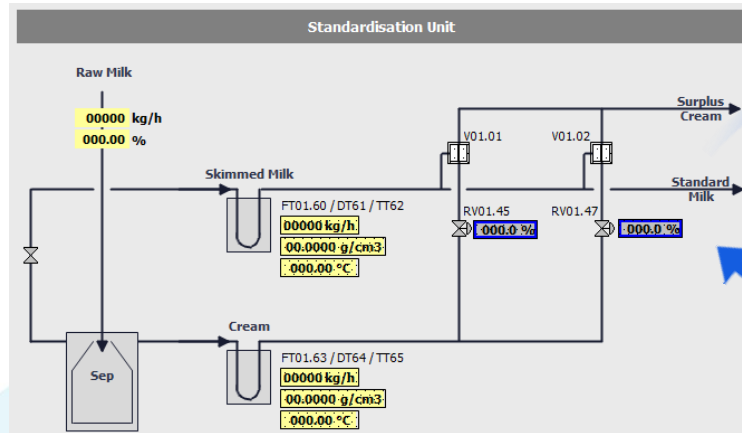 Standardisation Unit
Raw Milk
00000 kg/h
000.00 %
Surplus
Cream
V01.01
V01.02
Skimmed Milk
Standard
Milk
FT01.60 / DT61 / TT62
00000 kg/h
00.0000 g/cm3
000.00 °C
RV01.45
000.0 %
RV01.47
000.0 %
Cream
FT01.63 / DT64 / TT65
00000 kg/h
00.0000 g/cm3
000.00 °C
Sep